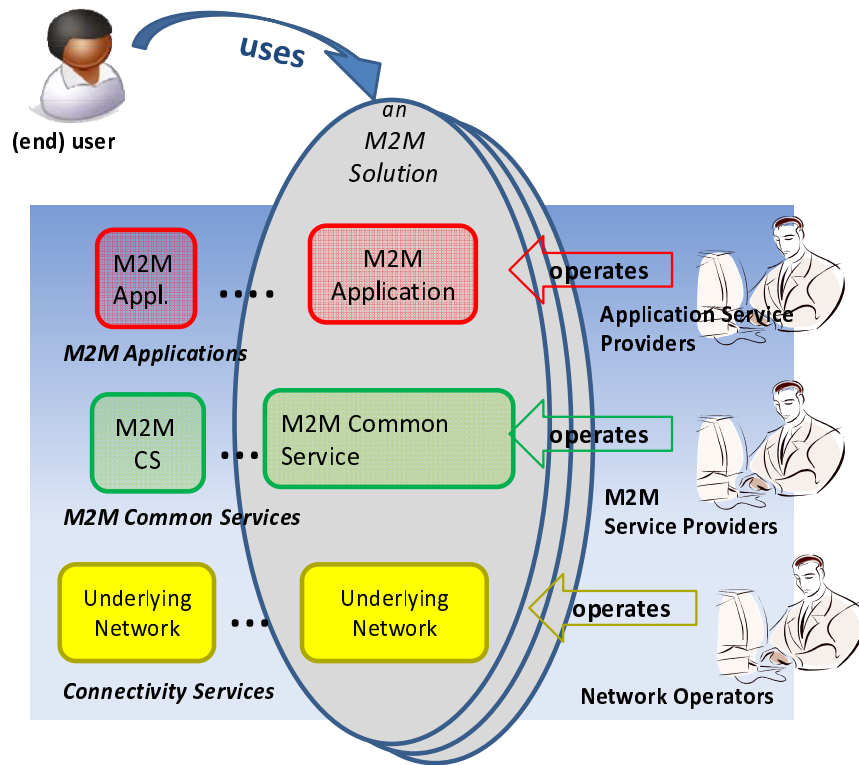 uses
(end) user
an
M2M
Solution
M2M
Appl.
....
M2M
Application
operates
Application Service
Providers
M2M Applications
M2M
CS
...
M2M Common
Service
operates
M2M
Service Providers
M2M Common Services
Underlying
Network
...
Underlying
Network
operates
Network Operators
Connectivity Services